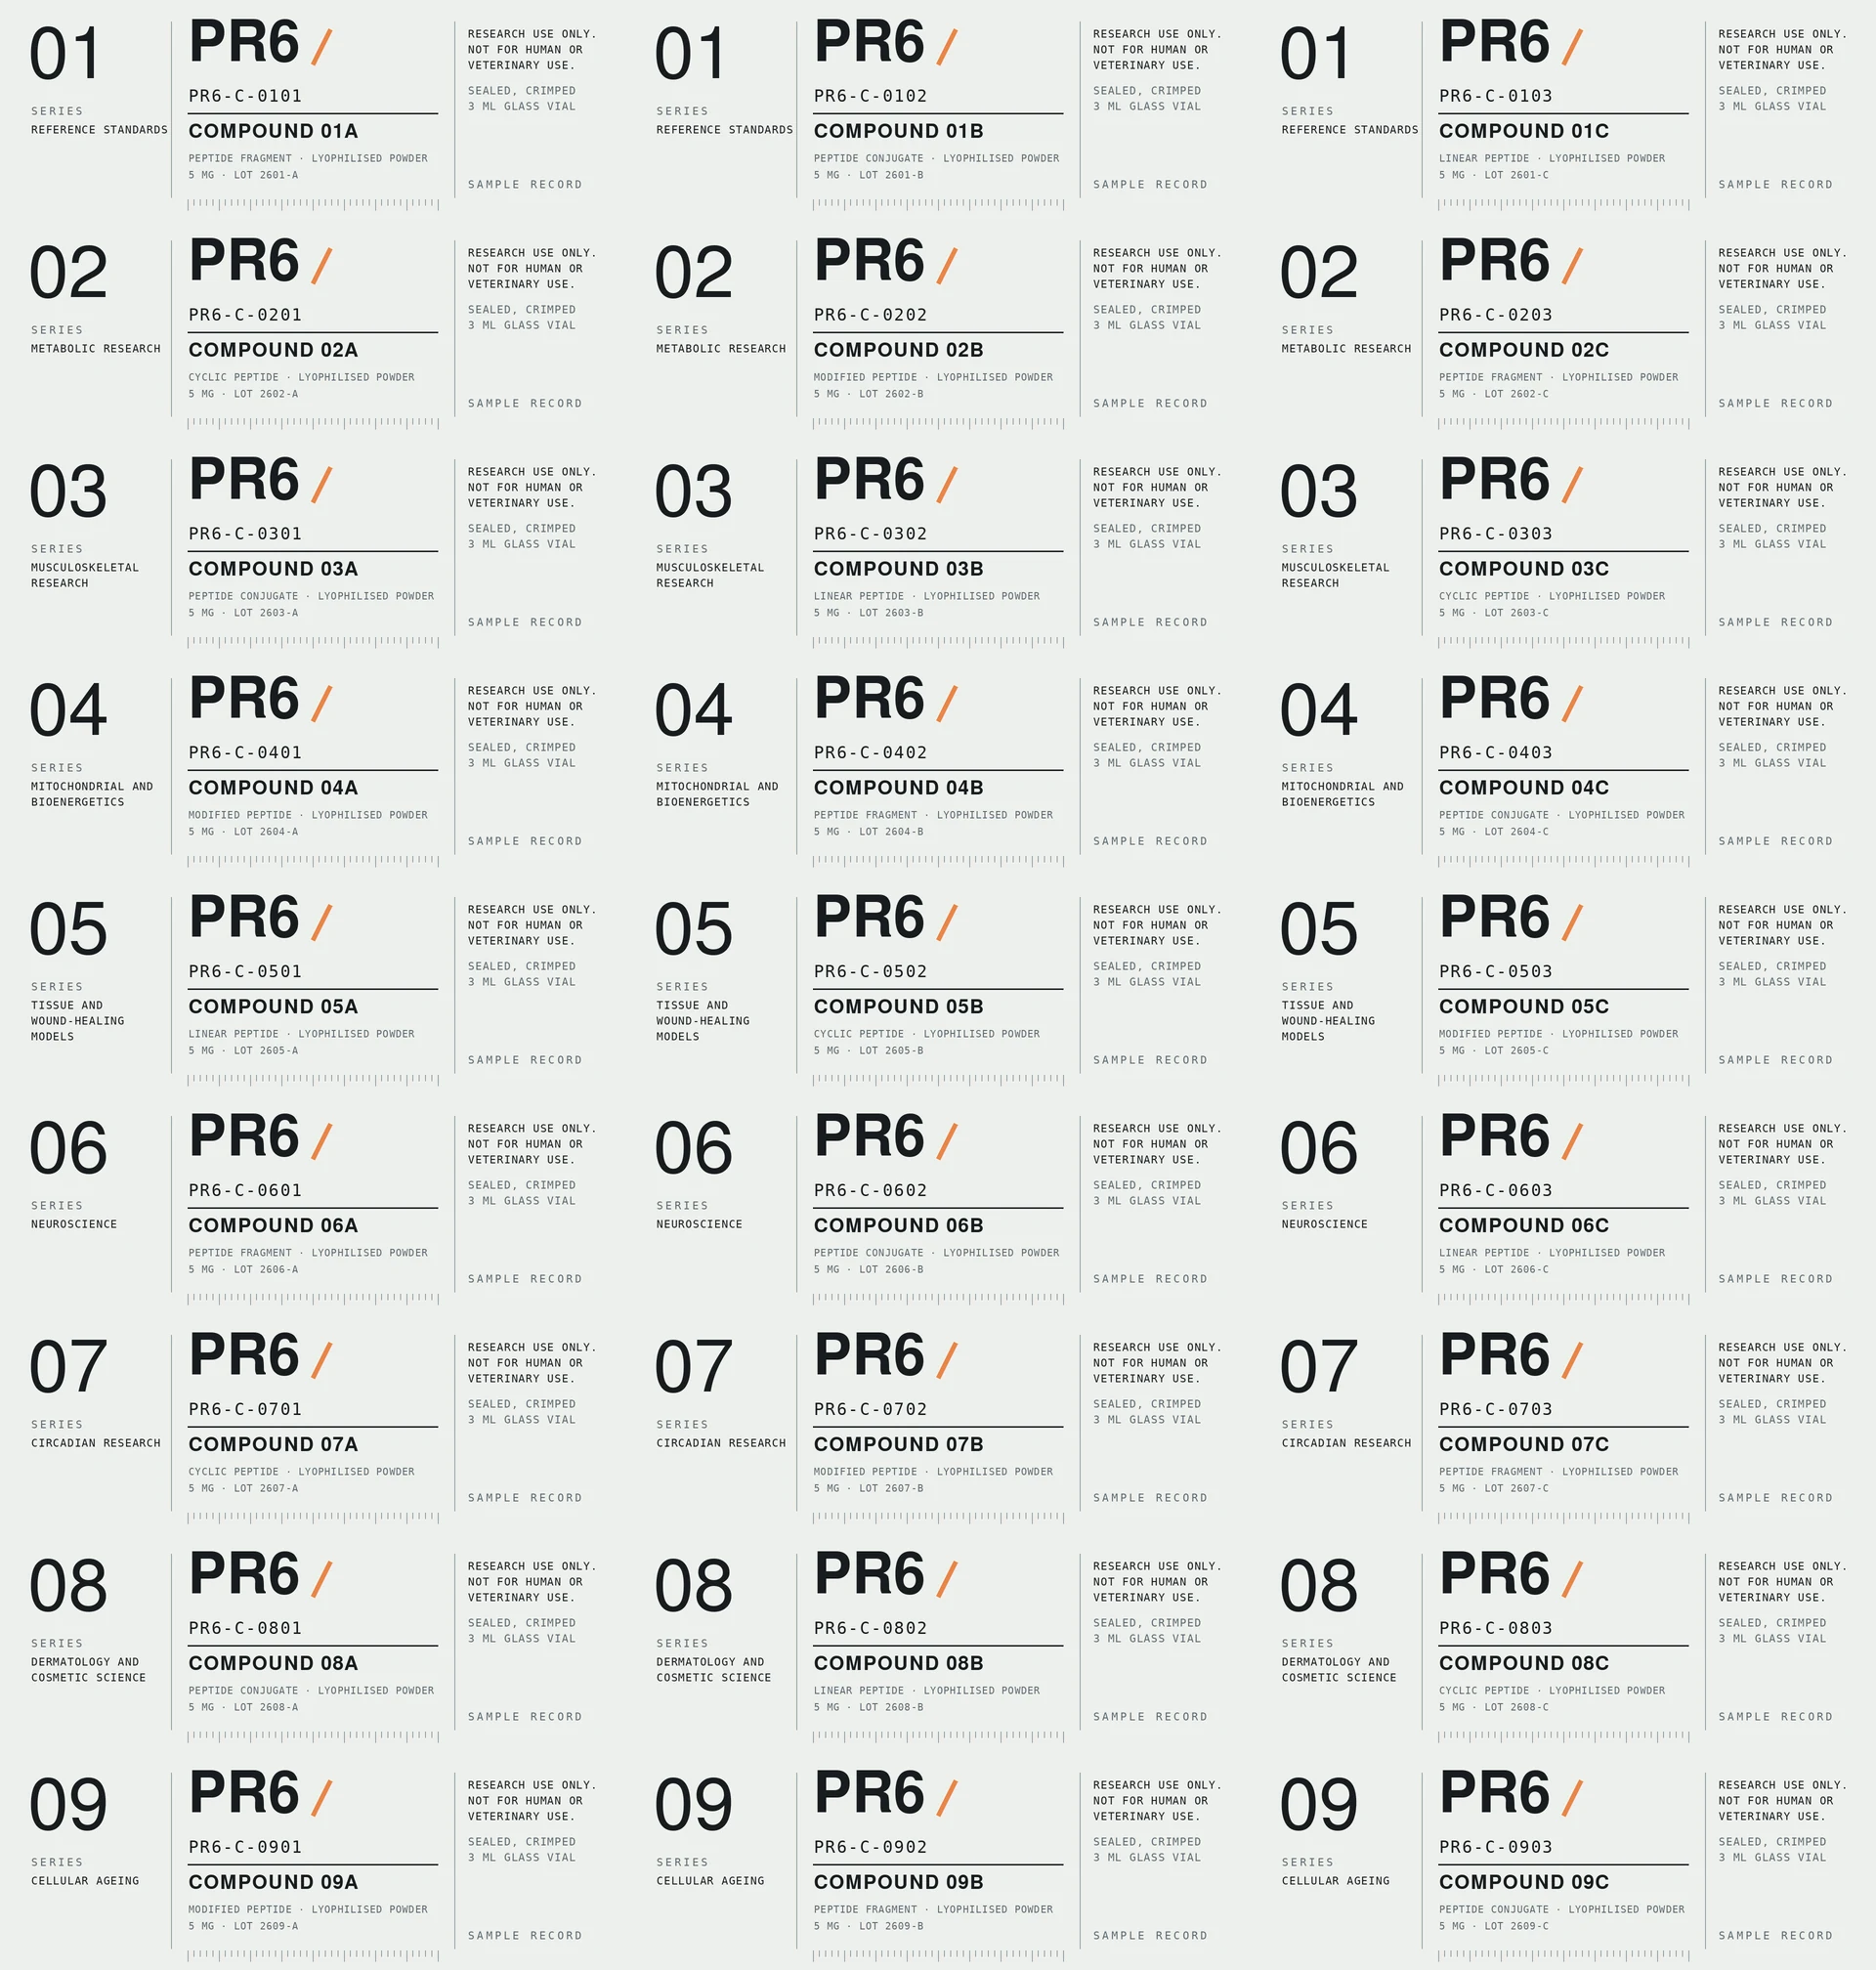 01
SERIES
REFERENCE STANDARDS
PR6 /
PR6-C-0101
COMPOUND 01A
PEPTIDE FRAGMENT · LYOPHILISED POWDER
5 MG · LOT 2601-A
RESEARCH USE ONLY.
NOT FOR HUMAN OR
VETERINARY USE.
SEALED, CRIMPED
3 ML GLASS VIAL
SAMPLE RECORD
01
SERIES
REFERENCE STANDARDS
PR6 /
PR6-C-0102
COMPOUND 01B
PEPTIDE CONJUGATE · LYOPHILISED POWDER
5 MG · LOT 2601-B
RESEARCH USE ONLY.
NOT FOR HUMAN OR
VETERINARY USE.
SEALED, CRIMPED
3 ML GLASS VIAL
SAMPLE RECORD
01
SERIES
REFERENCE STANDARDS
PR6 /
PR6-C-0103
COMPOUND 01C
LINEAR PEPTIDE · LYOPHILISED POWDER
5 MG · LOT 2601-C
RESEARCH USE ONLY.
NOT FOR HUMAN OR
VETERINARY USE.
SEALED, CRIMPED
3 ML GLASS VIAL
SAMPLE RECORD
02
SERIES
METABOLIC RESEARCH
PR6 /
PR6-C-0201
COMPOUND 02A
CYCLIC PEPTIDE · LYOPHILISED POWDER
5 MG · LOT 2602-A
RESEARCH USE ONLY.
NOT FOR HUMAN OR
VETERINARY USE.
SEALED, CRIMPED
3 ML GLASS VIAL
SAMPLE RECORD
02
SERIES
METABOLIC RESEARCH
PR6 /
PR6-C-0202
COMPOUND 02B
MODIFIED PEPTIDE · LYOPHILISED POWDER
5 MG · LOT 2602-B
RESEARCH USE ONLY.
NOT FOR HUMAN OR
VETERINARY USE.
SEALED, CRIMPED
3 ML GLASS VIAL
SAMPLE RECORD
02
SERIES
METABOLIC RESEARCH
PR6 /
PR6-C-0203
COMPOUND 02C
PEPTIDE FRAGMENT · LYOPHILISED POWDER
5 MG · LOT 2602-C
RESEARCH USE ONLY.
NOT FOR HUMAN OR
VETERINARY USE.
SEALED, CRIMPED
3 ML GLASS VIAL
SAMPLE RECORD
03
SERIES
MUSCULOSKELETAL
RESEARCH
PR6 /
PR6-C-0301
COMPOUND 03A
PEPTIDE CONJUGATE · LYOPHILISED POWDER
5 MG · LOT 2603-A
RESEARCH USE ONLY.
NOT FOR HUMAN OR
VETERINARY USE.
SEALED, CRIMPED
3 ML GLASS VIAL
SAMPLE RECORD
03
SERIES
MUSCULOSKELETAL
RESEARCH
PR6 /
PR6-C-0302
COMPOUND 03B
LINEAR PEPTIDE · LYOPHILISED POWDER
5 MG · LOT 2603-B
RESEARCH USE ONLY.
NOT FOR HUMAN OR
VETERINARY USE.
SEALED, CRIMPED
3 ML GLASS VIAL
SAMPLE RECORD
03
SERIES
MUSCULOSKELETAL
RESEARCH
PR6 /
PR6-C-0303
COMPOUND 03C
CYCLIC PEPTIDE · LYOPHILISED POWDER
5 MG · LOT 2603-C
RESEARCH USE ONLY.
NOT FOR HUMAN OR
VETERINARY USE.
SEALED, CRIMPED
3 ML GLASS VIAL
SAMPLE RECORD
04
SERIES
MITOCHONDRIAL AND
BIOENERGETICS
PR6 /
PR6-C-0401
COMPOUND 04A
MODIFIED PEPTIDE · LYOPHILISED POWDER
5 MG · LOT 2604-A
RESEARCH USE ONLY.
NOT FOR HUMAN OR
VETERINARY USE.
SEALED, CRIMPED
3 ML GLASS VIAL
SAMPLE RECORD
04
SERIES
MITOCHONDRIAL AND
BIOENERGETICS
PR6 /
PR6-C-0402
COMPOUND 04B
PEPTIDE FRAGMENT · LYOPHILISED POWDER
5 MG · LOT 2604-B
RESEARCH USE ONLY.
NOT FOR HUMAN OR
VETERINARY USE.
SEALED, CRIMPED
3 ML GLASS VIAL
SAMPLE RECORD
04
SERIES
MITOCHONDRIAL AND
BIOENERGETICS
PR6 /
PR6-C-0403
COMPOUND 04C
PEPTIDE CONJUGATE · LYOPHILISED POWDER
5 MG · LOT 2604-C
RESEARCH USE ONLY.
NOT FOR HUMAN OR
VETERINARY USE.
SEALED, CRIMPED
3 ML GLASS VIAL
SAMPLE RECORD
05
SERIES
TISSUE AND
WOUND-HEALING
MODELS
PR6 /
PR6-C-0501
COMPOUND 05A
LINEAR PEPTIDE · LYOPHILISED POWDER
5 MG · LOT 2605-A
RESEARCH USE ONLY.
NOT FOR HUMAN OR
VETERINARY USE.
SEALED, CRIMPED
3 ML GLASS VIAL
SAMPLE RECORD
05
SERIES
TISSUE AND
WOUND-HEALING
MODELS
PR6 /
PR6-C-0502
COMPOUND 05B
CYCLIC PEPTIDE · LYOPHILISED POWDER
5 MG · LOT 2605-B
RESEARCH USE ONLY.
NOT FOR HUMAN OR
VETERINARY USE.
SEALED, CRIMPED
3 ML GLASS VIAL
SAMPLE RECORD
05
SERIES
TISSUE AND
WOUND-HEALING
MODELS
PR6 /
PR6-C-0503
COMPOUND 05C
MODIFIED PEPTIDE · LYOPHILISED POWDER
5 MG · LOT 2605-C
RESEARCH USE ONLY.
NOT FOR HUMAN OR
VETERINARY USE.
SEALED, CRIMPED
3 ML GLASS VIAL
SAMPLE RECORD
06
SERIES
NEUROSCIENCE
PR6 /
PR6-C-0601
COMPOUND 06A
PEPTIDE FRAGMENT · LYOPHILISED POWDER
5 MG · LOT 2606-A
RESEARCH USE ONLY.
NOT FOR HUMAN OR
VETERINARY USE.
SEALED, CRIMPED
3 ML GLASS VIAL
SAMPLE RECORD
06
SERIES
NEUROSCIENCE
PR6 /
PR6-C-0602
COMPOUND 06B
PEPTIDE CONJUGATE · LYOPHILISED POWDER
5 MG · LOT 2606-B
RESEARCH USE ONLY.
NOT FOR HUMAN OR
VETERINARY USE.
SEALED, CRIMPED
3 ML GLASS VIAL
SAMPLE RECORD
06
SERIES
NEUROSCIENCE
PR6 /
PR6-C-0603
COMPOUND 06C
LINEAR PEPTIDE · LYOPHILISED POWDER
5 MG · LOT 2606-C
RESEARCH USE ONLY.
NOT FOR HUMAN OR
VETERINARY USE.
SEALED, CRIMPED
3 ML GLASS VIAL
SAMPLE RECORD
07
SERIES
CIRCADIAN RESEARCH
PR6 /
PR6-C-0701
COMPOUND 07A
CYCLIC PEPTIDE · LYOPHILISED POWDER
5 MG · LOT 2607-A
RESEARCH USE ONLY.
NOT FOR HUMAN OR
VETERINARY USE.
SEALED, CRIMPED
3 ML GLASS VIAL
SAMPLE RECORD
07
SERIES
CIRCADIAN RESEARCH
PR6 /
PR6-C-0702
COMPOUND 07B
MODIFIED PEPTIDE · LYOPHILISED POWDER
5 MG · LOT 2607-B
RESEARCH USE ONLY.
NOT FOR HUMAN OR
VETERINARY USE.
SEALED, CRIMPED
3 ML GLASS VIAL
SAMPLE RECORD
07
SERIES
CIRCADIAN RESEARCH
PR6 /
PR6-C-0703
COMPOUND 07C
PEPTIDE FRAGMENT · LYOPHILISED POWDER
5 MG · LOT 2607-C
RESEARCH USE ONLY.
NOT FOR HUMAN OR
VETERINARY USE.
SEALED, CRIMPED
3 ML GLASS VIAL
SAMPLE RECORD
08
SERIES
DERMATOLOGY AND
COSMETIC SCIENCE
PR6 /
PR6-C-0801
COMPOUND 08A
PEPTIDE CONJUGATE · LYOPHILISED POWDER
5 MG · LOT 2608-A
RESEARCH USE ONLY.
NOT FOR HUMAN OR
VETERINARY USE.
SEALED, CRIMPED
3 ML GLASS VIAL
SAMPLE RECORD
08
SERIES
DERMATOLOGY AND
COSMETIC SCIENCE
PR6 /
PR6-C-0802
COMPOUND 08B
LINEAR PEPTIDE · LYOPHILISED POWDER
5 MG · LOT 2608-B
RESEARCH USE ONLY.
NOT FOR HUMAN OR
VETERINARY USE.
SEALED, CRIMPED
3 ML GLASS VIAL
SAMPLE RECORD
08
SERIES
DERMATOLOGY AND
COSMETIC SCIENCE
PR6 /
PR6-C-0803
COMPOUND 08C
CYCLIC PEPTIDE · LYOPHILISED POWDER
5 MG · LOT 2608-C
RESEARCH USE ONLY.
NOT FOR HUMAN OR
VETERINARY USE.
SEALED, CRIMPED
3 ML GLASS VIAL
SAMPLE RECORD
09
SERIES
CELLULAR AGEING
PR6 /
PR6-C-0901
COMPOUND 09A
MODIFIED PEPTIDE · LYOPHILISED POWDER
5 MG · LOT 2609-A
RESEARCH USE ONLY.
NOT FOR HUMAN OR
VETERINARY USE.
SEALED, CRIMPED
3 ML GLASS VIAL
SAMPLE RECORD
09
SERIES
CELLULAR AGEING
PR6 /
PR6-C-0902
COMPOUND 09B
PEPTIDE FRAGMENT · LYOPHILISED POWDER
5 MG · LOT 2609-B
RESEARCH USE ONLY.
NOT FOR HUMAN OR
VETERINARY USE.
SEALED, CRIMPED
3 ML GLASS VIAL
SAMPLE RECORD
09
SERIES
CELLULAR AGEING
PR6 /
PR6-C-0903
COMPOUND 09C
PEPTIDE CONJUGATE · LYOPHILISED POWDER
5 MG · LOT 2609-C
RESEARCH USE ONLY.
NOT FOR HUMAN OR
VETERINARY USE.
SEALED, CRIMPED
3 ML GLASS VIAL
SAMPLE RECORD